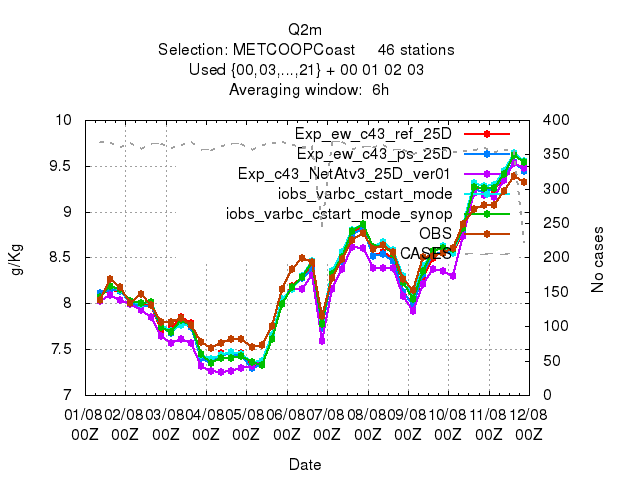 Q2m
Selection: METCOOPCoast 46 stations
Used {00,03,...,21} + 00 01 02 03
Averaging window: 6h
10
9.5
9
8.5
8
7.5
7
g/Kg
400
350
300
250
200
150
100
50
0
No cases
Exp_ew_c43_ref_25D
Exp_ew_c43_ps_25D
Exp_c43_NetAtv3_25D_ver01
iobs_varbc_cstart_mode
iobs_varbc_cstart_mode_synop
OBS
CASES
01/08 02/08 03/08 04/08 05/08 06/08 07/08 08/08 09/08 10/08 11/08 12/08
00Z 00Z 00Z 00Z 00Z 00Z 00Z 00Z 00Z 00Z 00Z 00Z
Date